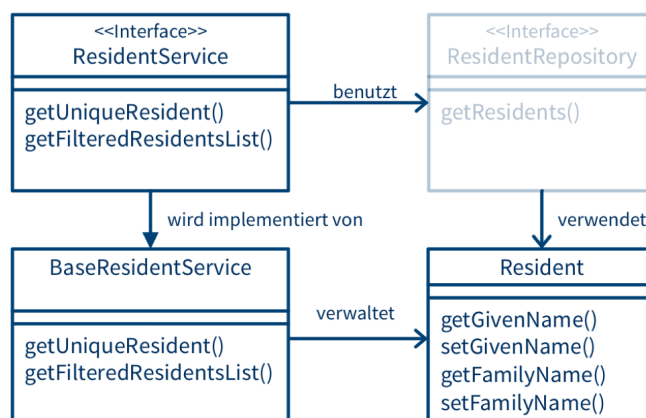 <<Interface>>
ResidentService
getUniqueResident()
getFilteredResidentsList()
benutzt
<<Interface>>
ResidentRepository
getResidents()
wird implementiert von
verwendet
BaseResidentService
getUniqueResident()
getFilteredResidentsList()
verwaltet
Resident
getGivenName()
setGivenName()
getFamilyName()
setFamilyName()